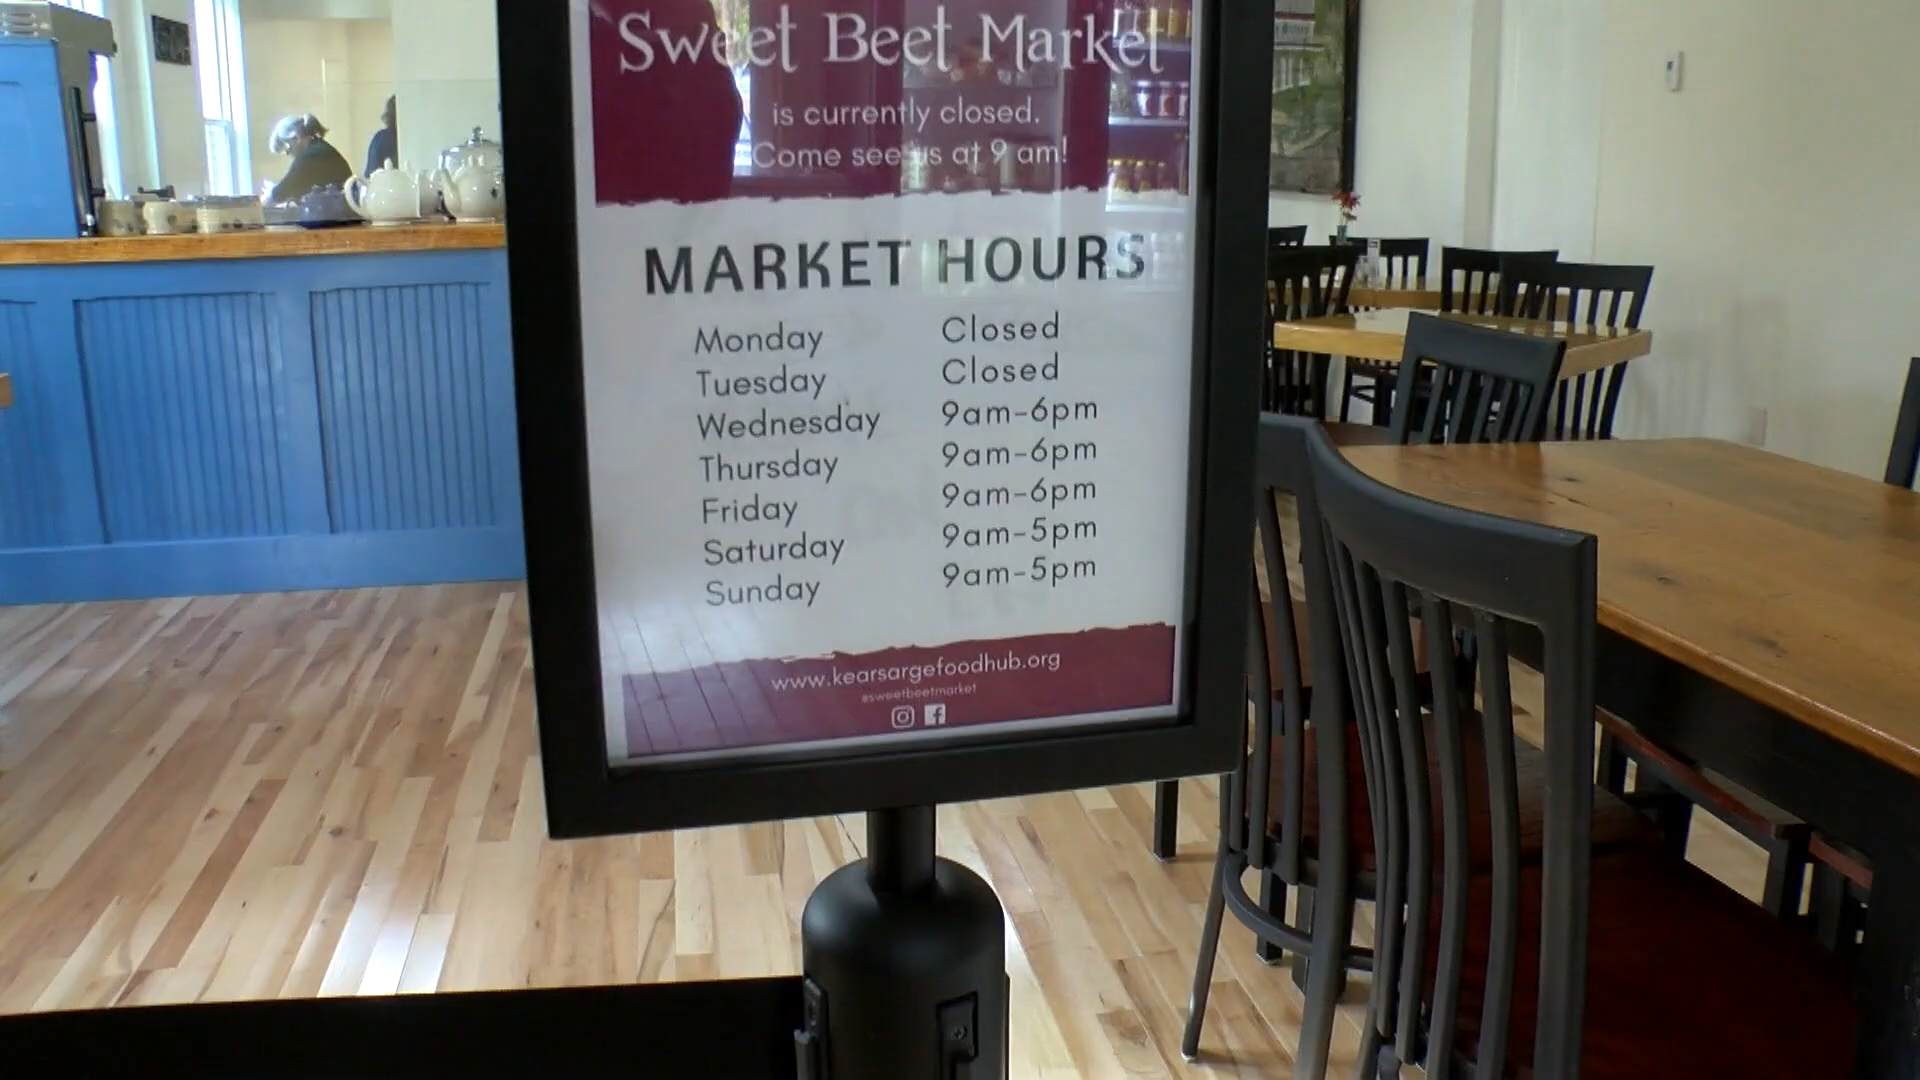 Sweet Beet Market
is currently closed.
Come see us at 9 am!
MARKET HOURS
Monday Closed
Tuesday Closed
Wednesday 9am-6pm
Thursday 9am-6pm
Friday 9am-6pm
Saturday 9am-5pm
Sunday 9am-5pm
www.kearsargefoodhub.org
@sweetbeetmarket